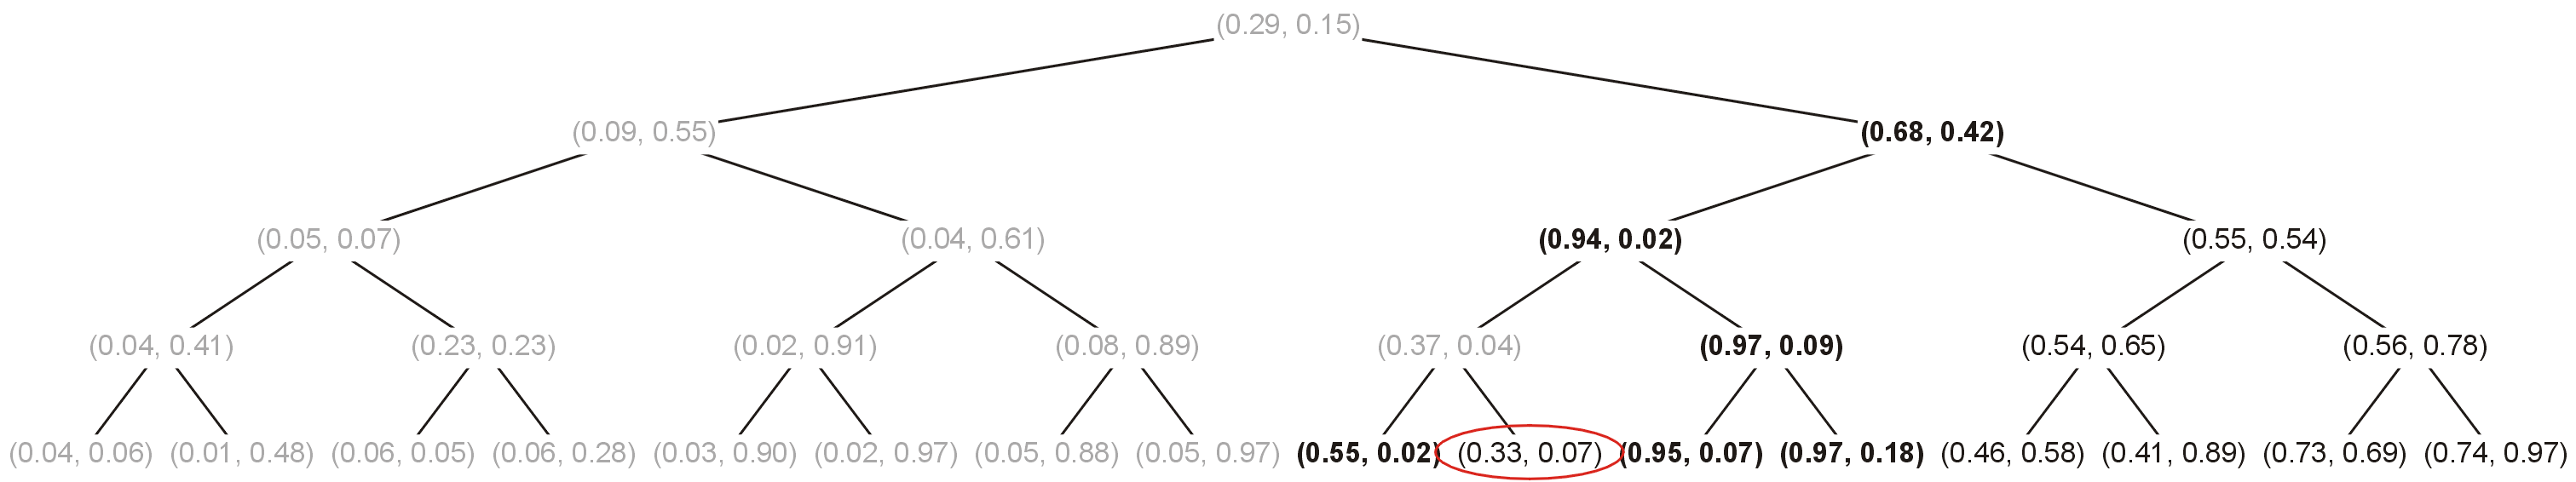 (0.29, 0.15)
(0.09, 0.55) (0.68, 0.42)
(0.05, 0.07) (0.04, 0.61) (0.94, 0.02) (0.55, 0.54)
(0.04, 0.41) (0.23, 0.23) (0.02, 0.91) (0.08, 0.89) (0.37, 0.04) (0.97, 0.09) (0.54, 0.65) (0.56, 0.78)
(0.04, 0.06) (0.01, 0.48) (0.06, 0.05) (0.06, 0.28) (0.03, 0.90) (0.02, 0.97) (0.05, 0.88) (0.05, 0.97) (0.55, 0.02) (0.33, 0.07) (0.95, 0.07) (0.97, 0.18) (0.46, 0.58) (0.41, 0.89) (0.73, 0.69) (0.74, 0.97)